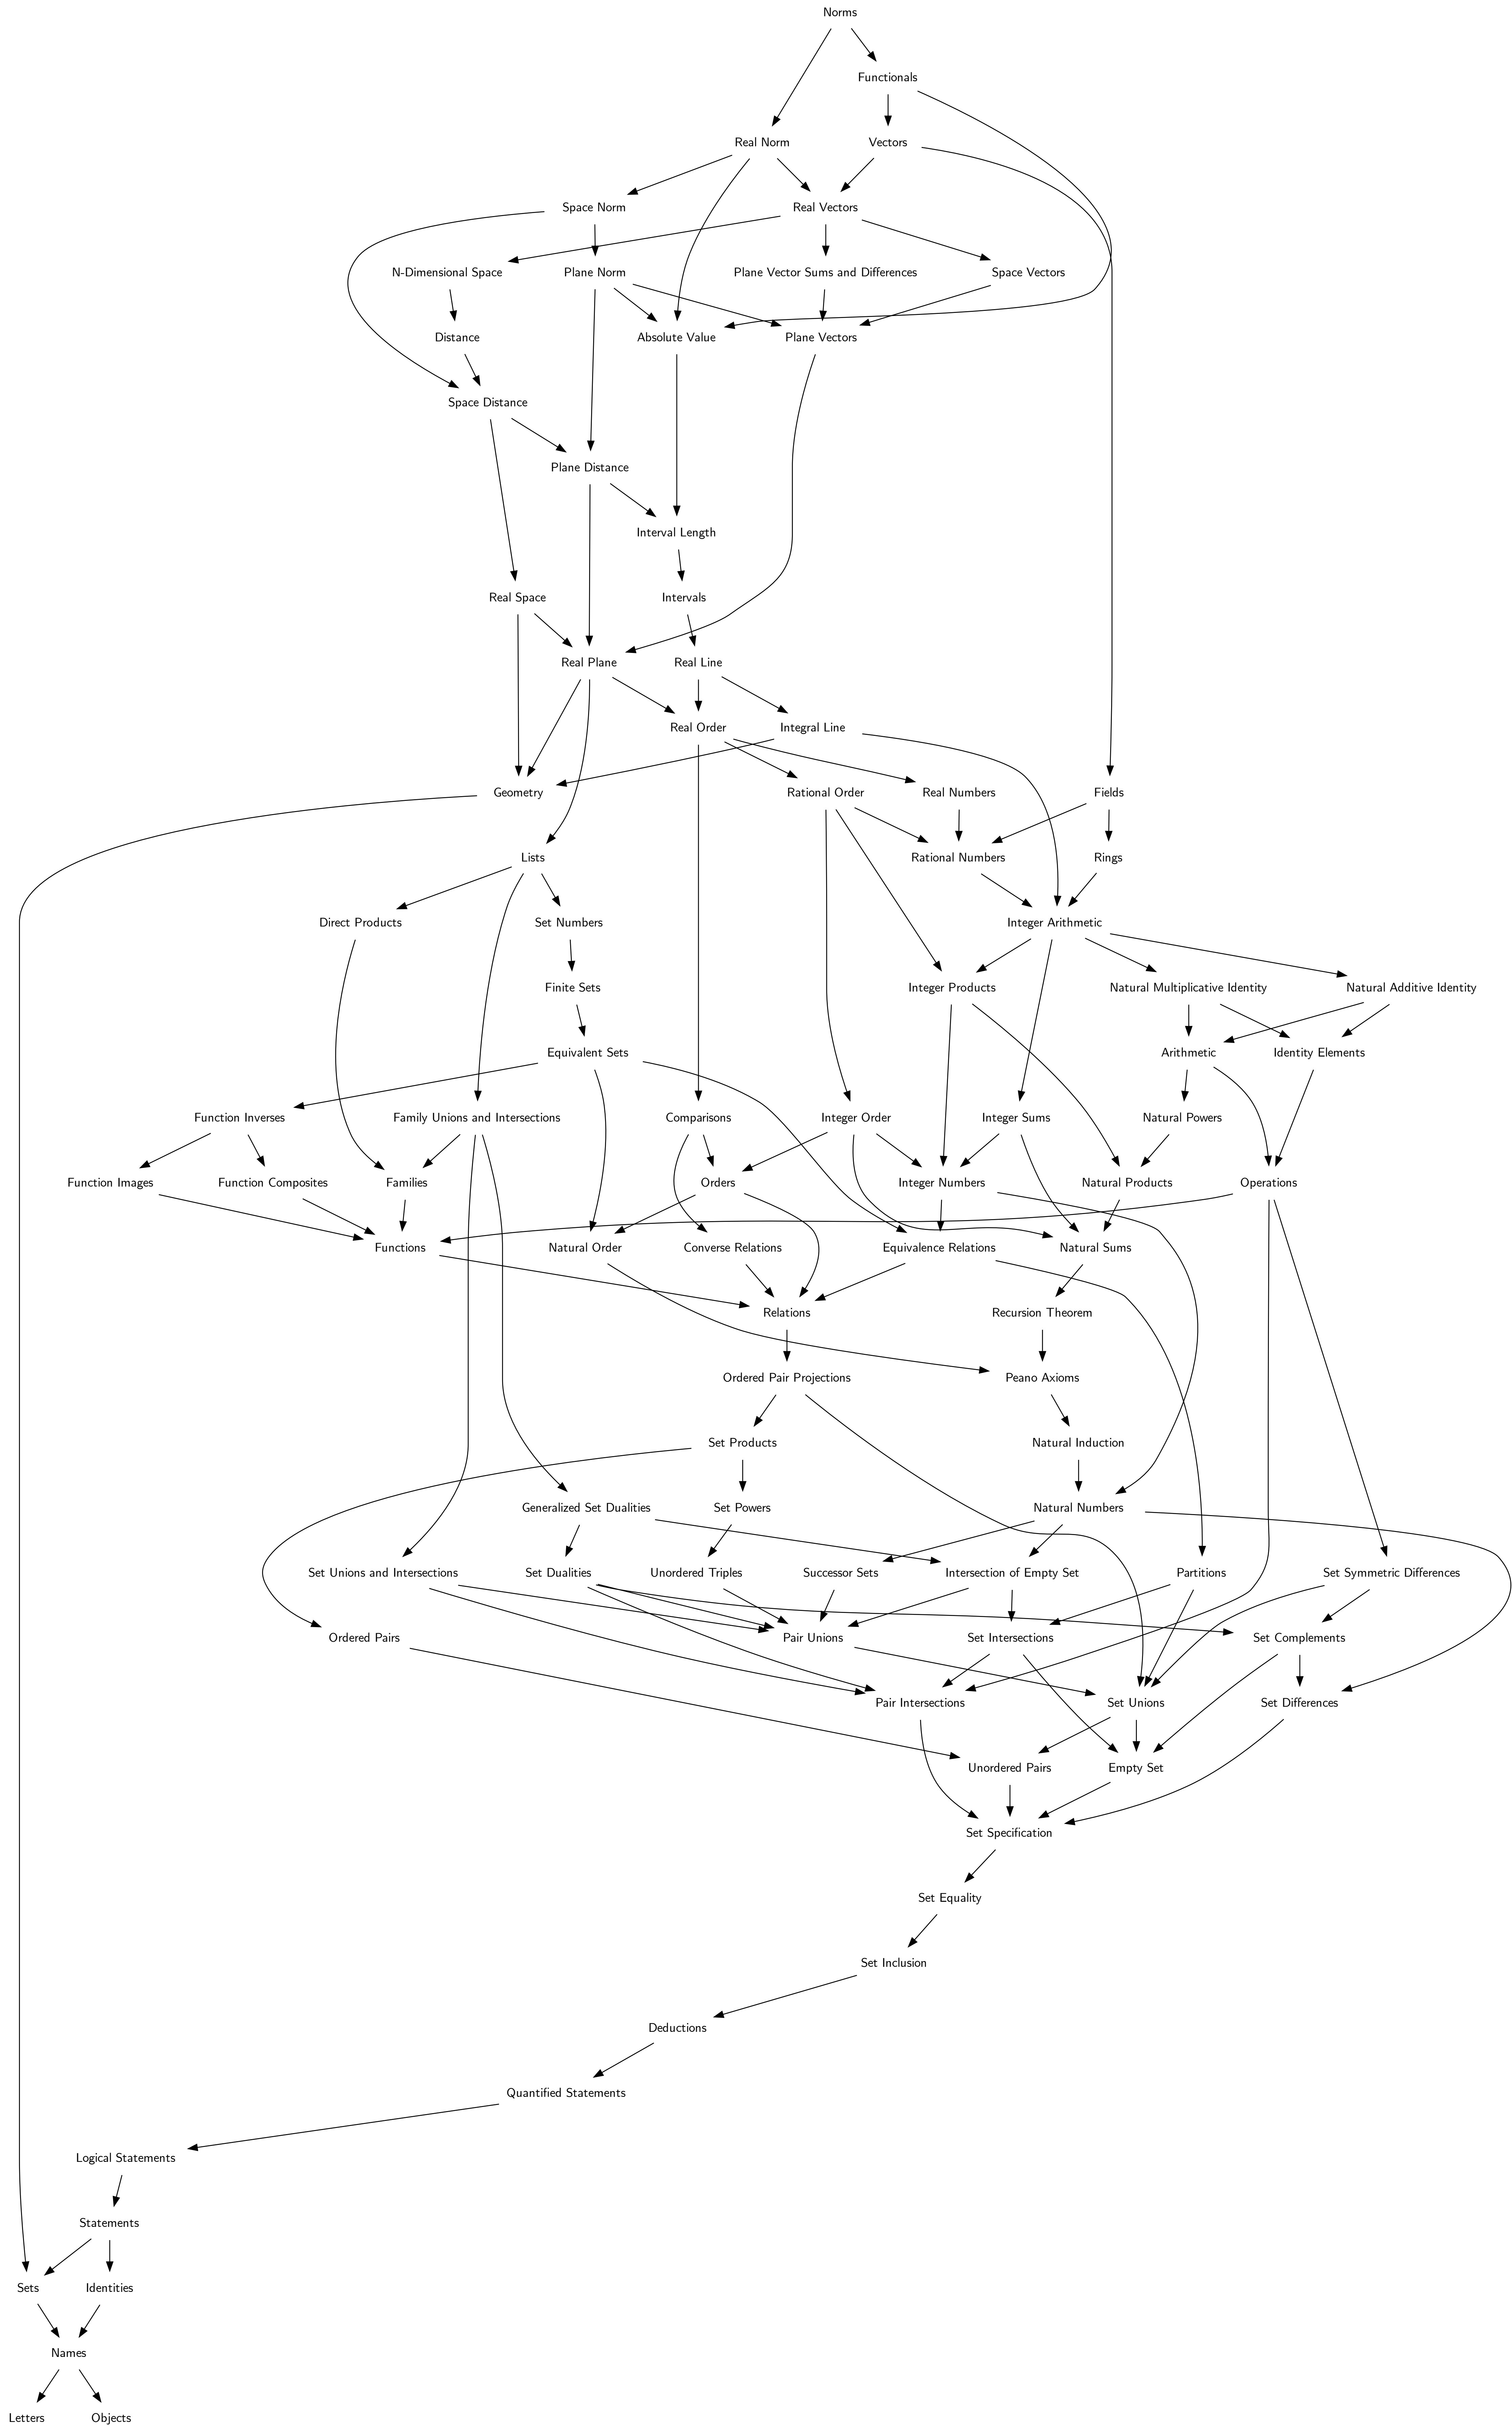 Norms
Functionals
Real Norm
Vectors
Space Norm
Real Vectors
N-Dimensional Space
Plane Norm
Plane Vector Sums and Differences
Space Vectors
Distance
Absolute Value
Plane Vectors
Space Distance
Plane Distance
Interval Length
Real Space
Intervals
Real Plane
Real Line
Real Order
Integral Line
Geometry
Rational Order
Real Numbers
Fields
Lists
Rational Numbers
Rings
Direct Products
Set Numbers
Integer Arithmetic
Finite Sets
Integer Products
Natural Multiplicative Identity
Natural Additive Identity
Equivalent Sets
Arithmetic
Identity Elements
Function Inverses
Family Unions and Intersections
Comparisons
Integer Order
Integer Sums
Natural Powers
Function Images
Function Composites
Families
Orders
Integer Numbers
Natural Products
Operations
Functions
Natural Order
Converse Relations
Equivalence Relations
Natural Sums
Relations
Recursion Theorem
Ordered Pair Projections
Peano Axioms
Set Products
Natural Induction
Generalized Set Dualities
Set Powers
Natural Numbers
Set Unions and Intersections
Set Dualities
Unordered Triples
Successor Sets
Intersection of Empty Set
Partitions
Set Symmetric Differences
Ordered Pairs
Pair Unions
Set Intersections
Set Complements
Pair Intersections
Set Unions
Set Differences
Unordered Pairs
Empty Set
Set Specification
Set Equality
Set Inclusion
Deductions
Quantified Statements
Logical Statements
Statements
Sets
Identities
Names
Letters
Objects